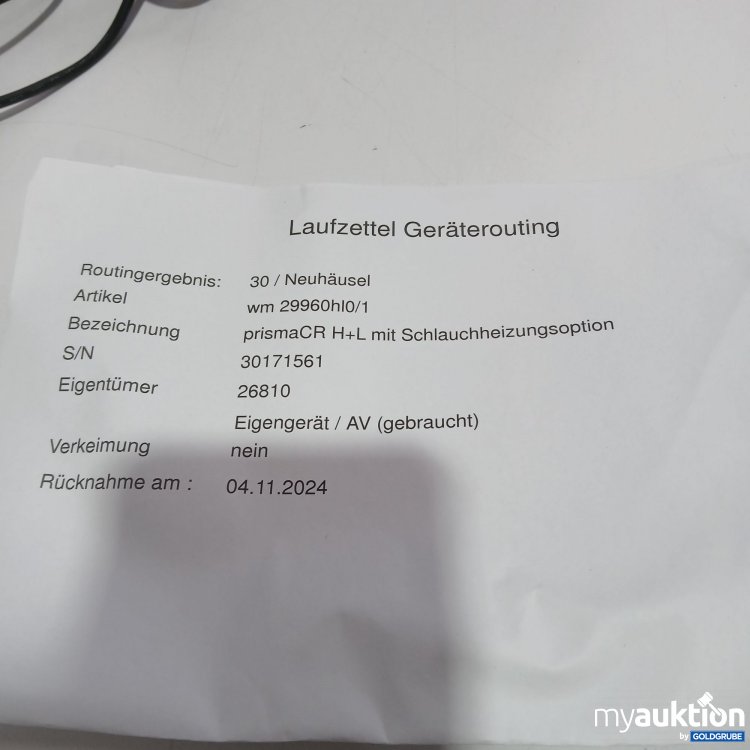 Laufzettel Geräterouting
Routingergebnis: 30 / Neuhäusel
Artikel wm 29960hl0/1
Bezeichnung prismaCR H+L mit Schlauchheizungsoption
S/N 30171561
Eigentümer 26810
Eigengerät / AV (gebraucht)
Verkeimung nein
Rücknahme am : 04.11.2024
myauktion
by GOLDGRUBE